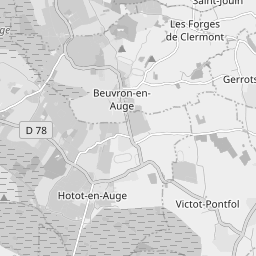 Saint-Jouin
Les Forges
de Clermont
Gerrots
Beuvron-en-
Auge
D 78
Hotot-en-Auge
Victot-Pontfol